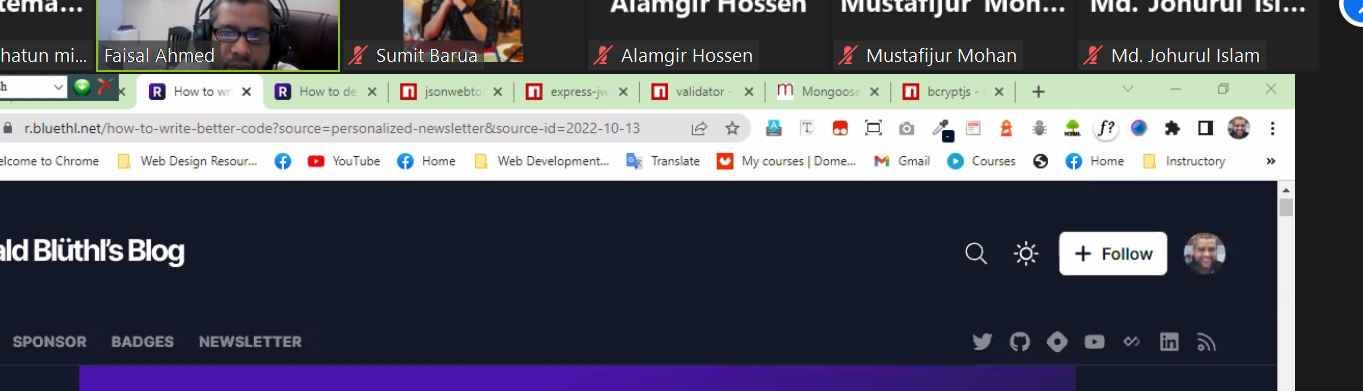 tema...
Alamgir Hossen
Mustafijur Moh...
Md. Johurul Isl...
hatun mi...
Faisal Ahmed
Sumit Barua
Alamgir Hossen
Mustafijur Mohan
Md. Johurul Islam
How to wr
How to de
jsonwebto
express-jw
validator -
Mongoose
bcryptjs -
r.bluethl.net/how-to-write-better-code?source=personalized-newsletter&source-id=2022-10-13
elcome to Chrome
Web Design Resour...
YouTube
Home
Web Development...
Translate
My courses | Dome...
Gmail
Courses
Home
Instructory
»
ald Blüthl's Blog
+ Follow
SPONSOR
BADGES
NEWSLETTER